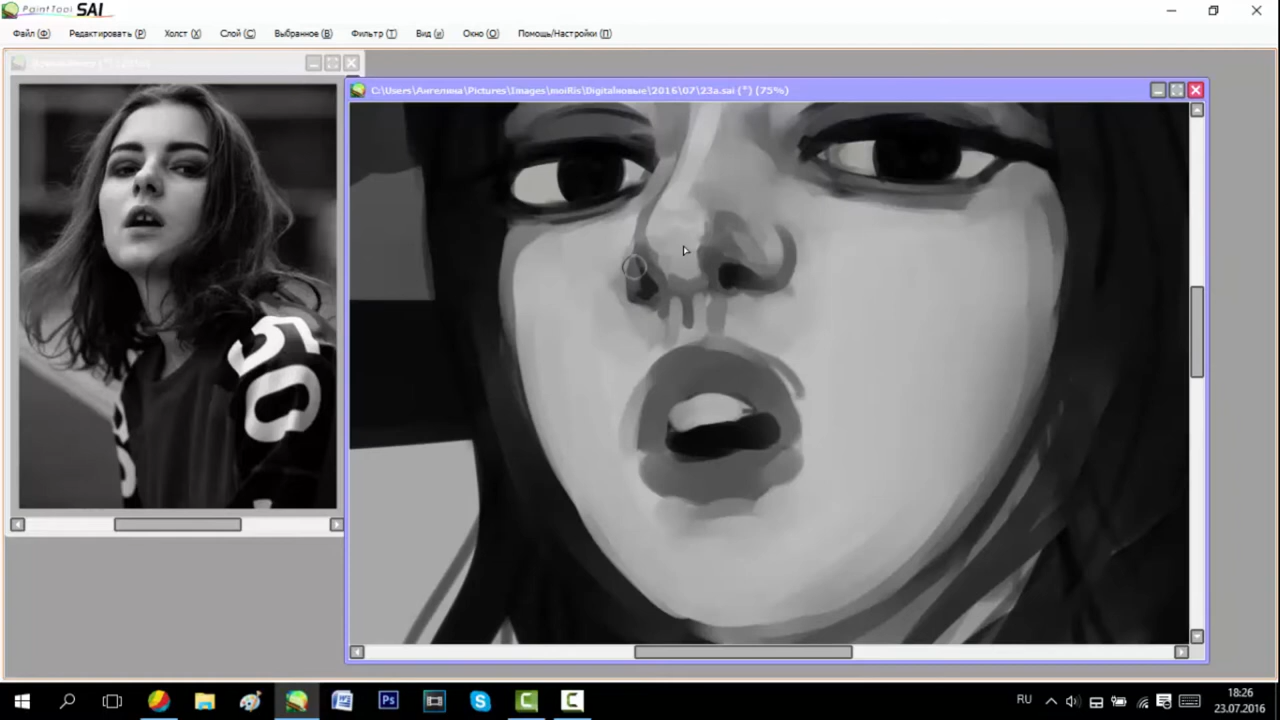 PaintTool SAI
Файл (Ф) Редактировать (Р) Холст (Х) Слой (С) Выбранное (В) Фильтр (Т) Вид (И) Окно (О) Помощь/Настройки (П)
C:\Users\Ангелина\Pictures\Images\moiRis\Digitalновые\2016\07\23a.sai (*) (75%)
50
W
Ps
S
C
C
RU
18:26
23.07.2016